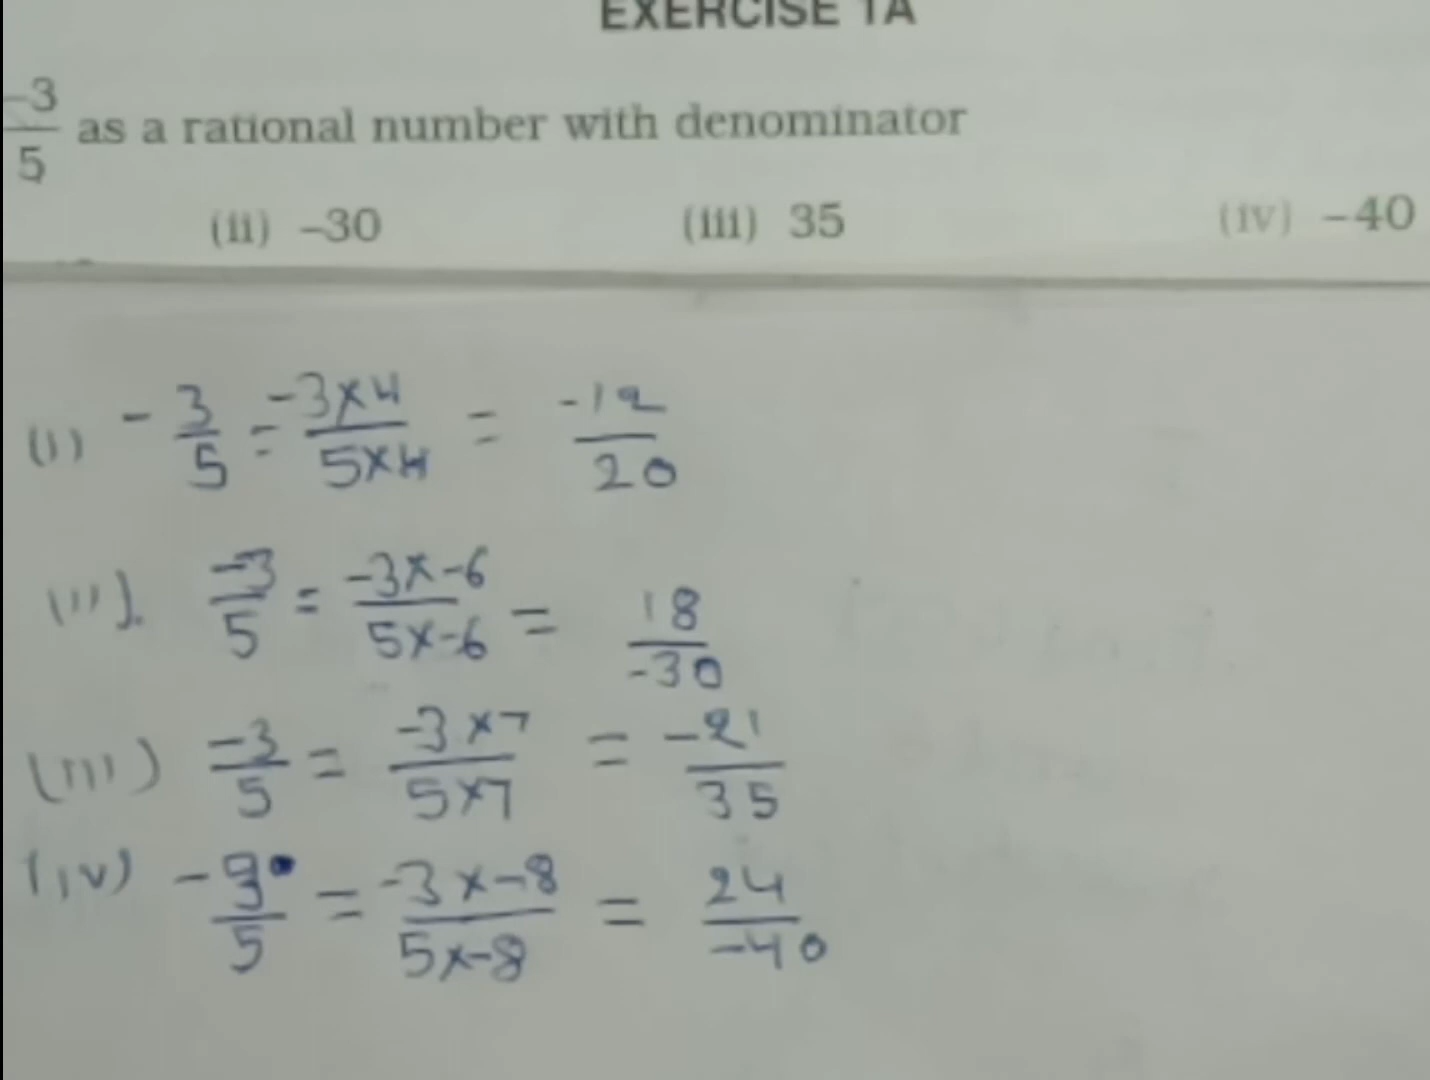 EXERCISE 1A
-3/5 as a rational number with denominator
(ii) -30 (iii) 35 (iv) -40
(i) - 3/5 = -3×4/5×4 = -12/20
(ii). -3/5 = -3×-6/5×-6 = 18/-30
(iii) -3/5 = -3×7/5×7 = -21/35
(iv) -3/5 = -3×-8/5×-8 = 24/-40